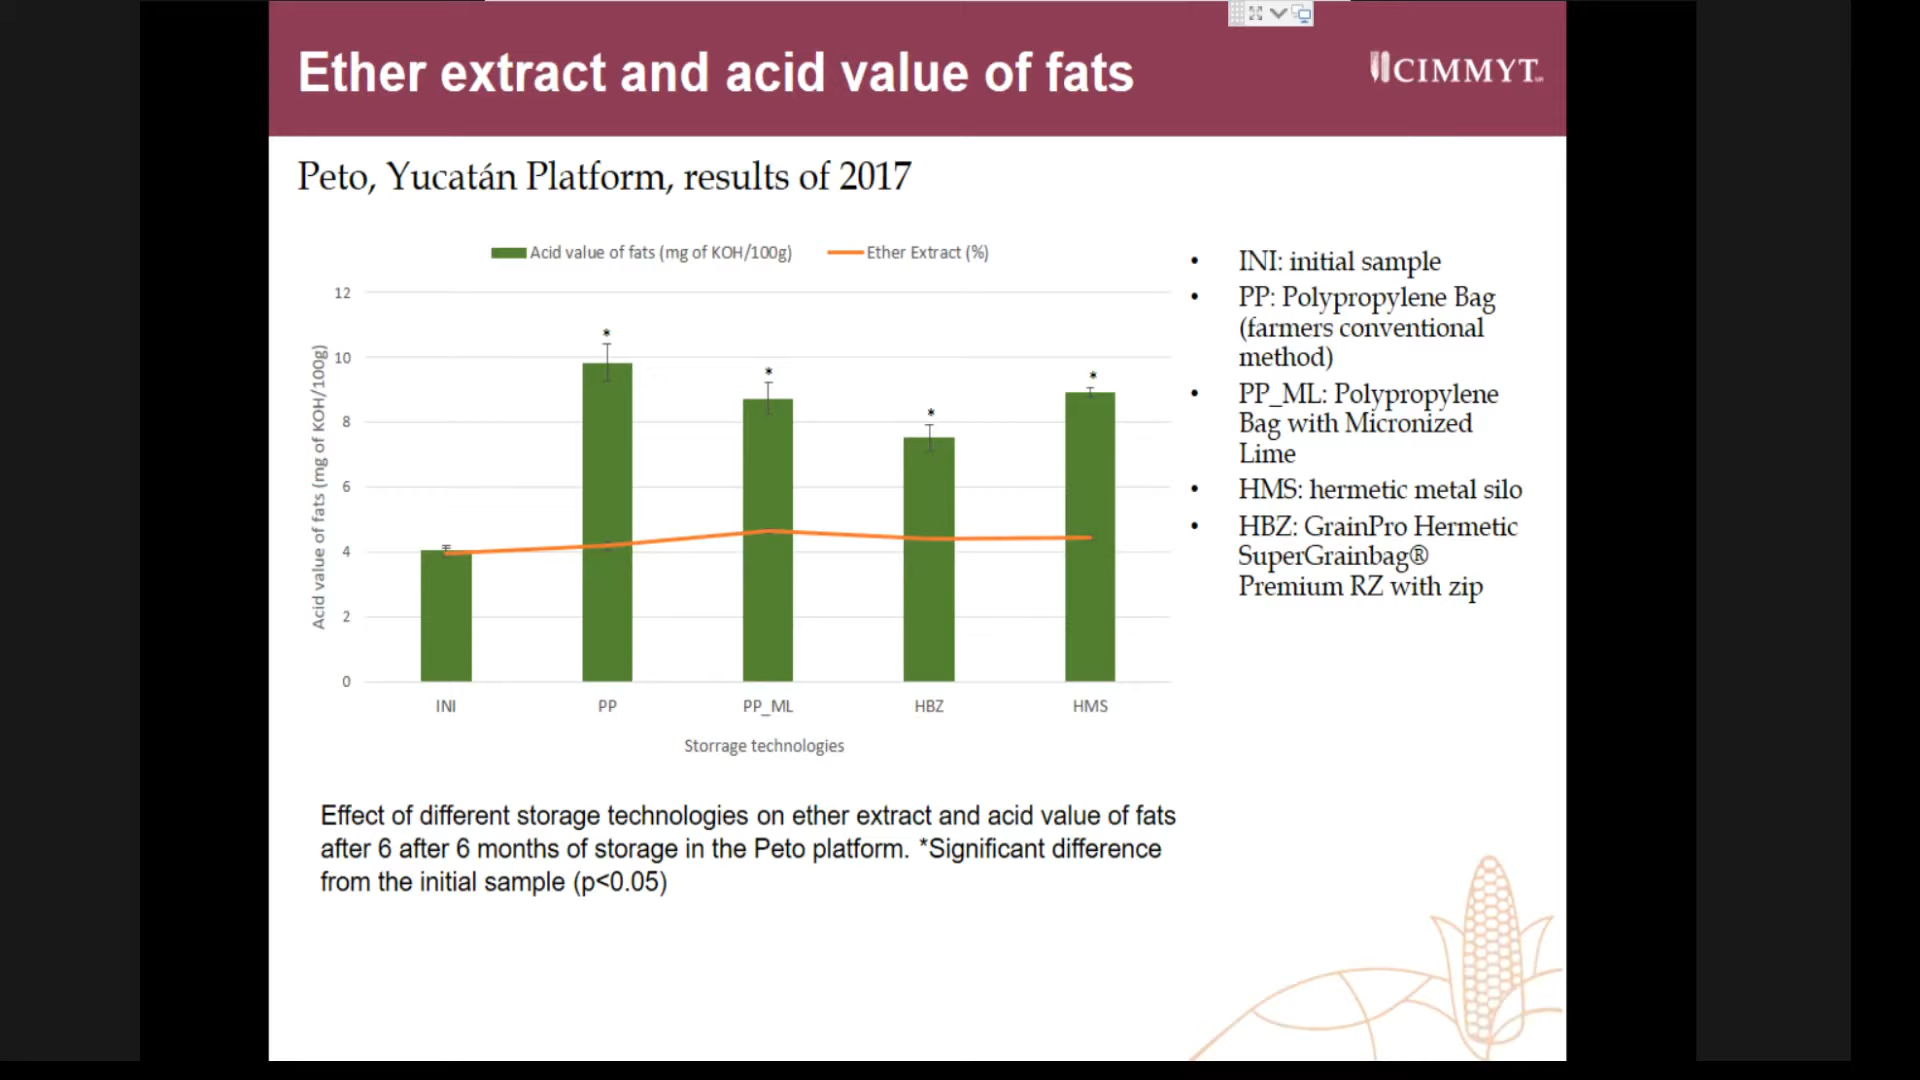 Ether extract and acid value of fats
CIMMYT
Peto, Yucatán Platform, results of 2017
Acid value of fats (mg of KOH/100g)
Ether Extract (%)
Acid value of fats (mg of KOH/100g)
12
10
8
6
4
2
0
*
*
*
*
INI
PP
PP_ML
HBZ
HMS
Storrage technologies
• INI: initial sample
• PP: Polypropylene Bag
(farmers conventional
method)
• PP_ML: Polypropylene
Bag with Micronized
Lime
• HMS: hermetic metal silo
• HBZ: GrainPro Hermetic
SuperGrainbag®
Premium RZ with zip
Effect of different storage technologies on ether extract and acid value of fats
after 6 after 6 months of storage in the Peto platform. *Significant difference
from the initial sample (p<0.05)